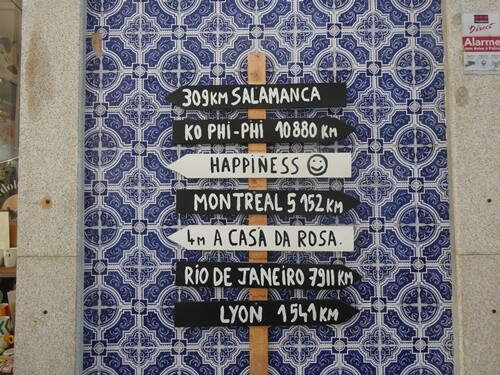 309KM SALAMANCA
KO PHI-PHI 10880 KM
HAPPINESS
MONTREAL 5 152 KM
4M A CASA DA ROSA.
RIO DE JANEIRO 7911 KM
LYON 1541 KM
Direct
Alarme